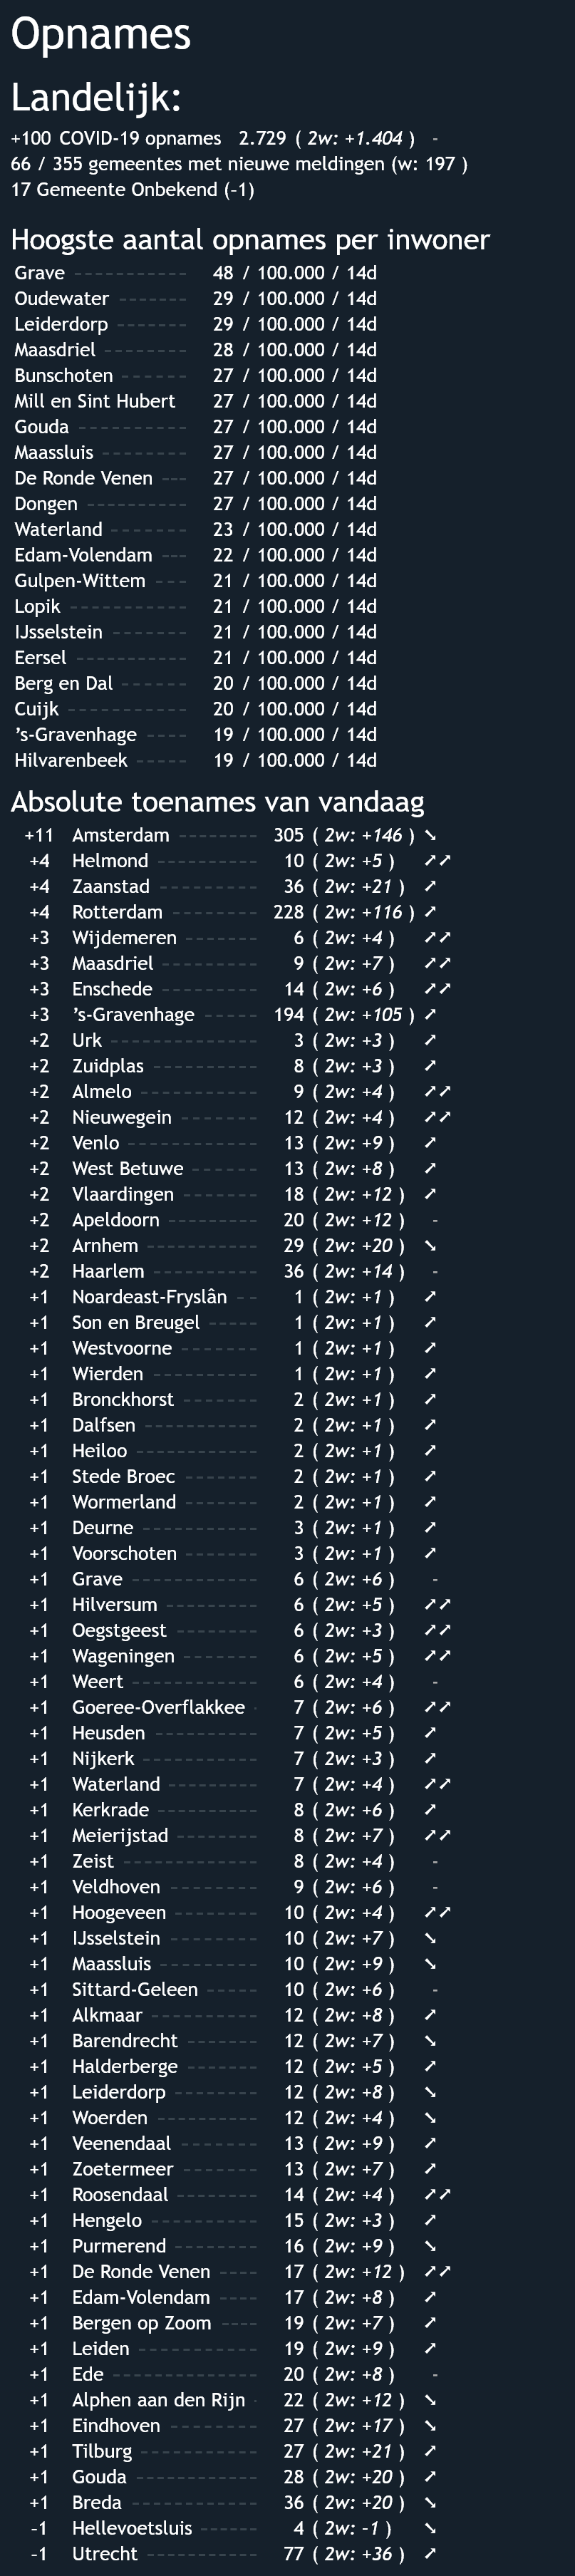 Opnames
Landelijk:
+100 COVID-19 opnames 2.729 ( 2w: +1.404 ) -
66 / 355 gemeentes met nieuwe meldingen (w: 197 )
17 Gemeente Onbekend (-1)
Hoogste aantal opnames per inwoner
Grave ----------- 48 / 100.000 / 14d
Oudewater ------- 29 / 100.000 / 14d
Leiderdorp ------- 29 / 100.000 / 14d
Maasdriel -------- 28 / 100.000 / 14d
Bunschoten ------ 27 / 100.000 / 14d
Mill en Sint Hubert 27 / 100.000 / 14d
Gouda ----------- 27 / 100.000 / 14d
Maassluis -------- 27 / 100.000 / 14d
De Ronde Venen --- 27 / 100.000 / 14d
Dongen ---------- 27 / 100.000 / 14d
Waterland -------- 23 / 100.000 / 14d
Edam-Volendam --- 22 / 100.000 / 14d
Gulpen-Wittem --- 21 / 100.000 / 14d
Lopik ------------ 21 / 100.000 / 14d
IJsselstein ------- 21 / 100.000 / 14d
Eersel ----------- 21 / 100.000 / 14d
Berg en Dal ------ 20 / 100.000 / 14d
Cuijk ------------ 20 / 100.000 / 14d
’s-Gravenhage ---- 19 / 100.000 / 14d
Hilvarenbeek ----- 19 / 100.000 / 14d
Absolute toenames van vandaag
+11 Amsterdam -------- 305 ( 2w: +146 ) ➘
+4 Helmond ---------- 10 ( 2w: +5 ) ➚➚
+4 Zaanstad ---------- 36 ( 2w: +21 ) ➚
+4 Rotterdam --------- 228 ( 2w: +116 ) ➚
+3 Wijdemeren -------- 6 ( 2w: +4 ) ➚➚
+3 Maasdriel ---------- 9 ( 2w: +7 ) ➚➚
+3 Enschede ---------- 14 ( 2w: +6 ) ➚➚
+3 ’s-Gravenhage ----- 194 ( 2w: +105 ) ➚
+2 Urk --------------- 3 ( 2w: +3 ) ➚
+2 Zuidplas ----------- 8 ( 2w: +3 ) ➚
+2 Almelo ------------ 9 ( 2w: +4 ) ➚➚
+2 Nieuwegein -------- 12 ( 2w: +4 ) ➚➚
+2 Venlo ------------- 13 ( 2w: +9 ) ➚
+2 West Betuwe ------- 13 ( 2w: +8 ) ➚
+2 Vlaardingen -------- 18 ( 2w: +12 ) ➚
+2 Apeldoorn --------- 20 ( 2w: +12 ) -
+2 Arnhem ----------- 29 ( 2w: +20 ) ➘
+2 Haarlem ---------- 36 ( 2w: +14 ) -
+1 Noardeast-Fryslân -- 1 ( 2w: +1 ) ➚
+1 Son en Breugel ----- 1 ( 2w: +1 ) ➚
+1 Westvoorne -------- 1 ( 2w: +1 ) ➚
+1 Wierden ----------- 1 ( 2w: +1 ) ➚
+1 Bronckhorst -------- 2 ( 2w: +1 ) ➚
+1 Dalfsen ------------ 2 ( 2w: +1 ) ➚
+1 Heiloo ------------- 2 ( 2w: +1 ) ➚
+1 Stede Broec -------- 2 ( 2w: +1 ) ➚
+1 Wormerland -------- 2 ( 2w: +1 ) ➚
+1 Deurne ------------ 3 ( 2w: +1 ) ➚
+1 Voorschoten -------- 3 ( 2w: +1 ) ➚
+1 Grave ------------- 6 ( 2w: +6 ) -
+1 Hilversum ---------- 6 ( 2w: +5 ) ➚➚
+1 Oegstgeest --------- 6 ( 2w: +3 ) ➚➚
+1 Wageningen -------- 6 ( 2w: +5 ) ➚➚
+1 Weert ------------- 6 ( 2w: +4 ) -
+1 Goeree-Overflakkee - 7 ( 2w: +6 ) ➚➚
+1 Heusden ----------- 7 ( 2w: +5 ) ➚
+1 Nijkerk ------------ 7 ( 2w: +3 ) ➚
+1 Waterland ---------- 7 ( 2w: +4 ) ➚➚
+1 Kerkrade ----------- 8 ( 2w: +6 ) ➚
+1 Meierijstad --------- 8 ( 2w: +7 ) ➚➚
+1 Zeist -------------- 8 ( 2w: +4 ) -
+1 Veldhoven ---------- 9 ( 2w: +6 ) -
+1 Hoogeveen --------- 10 ( 2w: +4 ) ➚➚
+1 IJsselstein --------- 10 ( 2w: +7 ) ➘
+1 Maassluis ---------- 10 ( 2w: +9 ) ➘
+1 Sittard-Geleen ------ 10 ( 2w: +6 ) -
+1 Alkmaar ----------- 12 ( 2w: +8 ) ➚
+1 Barendrecht -------- 12 ( 2w: +7 ) ➘
+1 Halderberge -------- 12 ( 2w: +5 ) ➚
+1 Leiderdorp --------- 12 ( 2w: +8 ) ➘
+1 Woerden ---------- 12 ( 2w: +4 ) ➘
+1 Veenendaal -------- 13 ( 2w: +9 ) ➚
+1 Zoetermeer -------- 13 ( 2w: +7 ) ➚
+1 Roosendaal -------- 14 ( 2w: +4 ) ➚➚
+1 Hengelo ----------- 15 ( 2w: +3 ) ➚
+1 Purmerend --------- 16 ( 2w: +9 ) ➘
+1 De Ronde Venen ---- 17 ( 2w: +12 ) ➚➚
+1 Edam-Volendam ---- 17 ( 2w: +8 ) ➚
+1 Bergen op Zoom ---- 19 ( 2w: +7 ) ➚
+1 Leiden ------------ 19 ( 2w: +9 ) ➚
+1 Ede --------------- 20 ( 2w: +8 ) -
+1 Alphen aan den Rijn - 22 ( 2w: +12 ) ➘
+1 Eindhoven --------- 27 ( 2w: +17 ) ➘
+1 Tilburg ------------ 27 ( 2w: +21 ) ➚
+1 Gouda ------------ 28 ( 2w: +20 ) ➚
+1 Breda ------------- 36 ( 2w: +20 ) ➘
-1 Hellevoetsluis ------ 4 ( 2w: -1 ) ➘
-1 Utrecht ----------- 77 ( 2w: +36 ) ➚